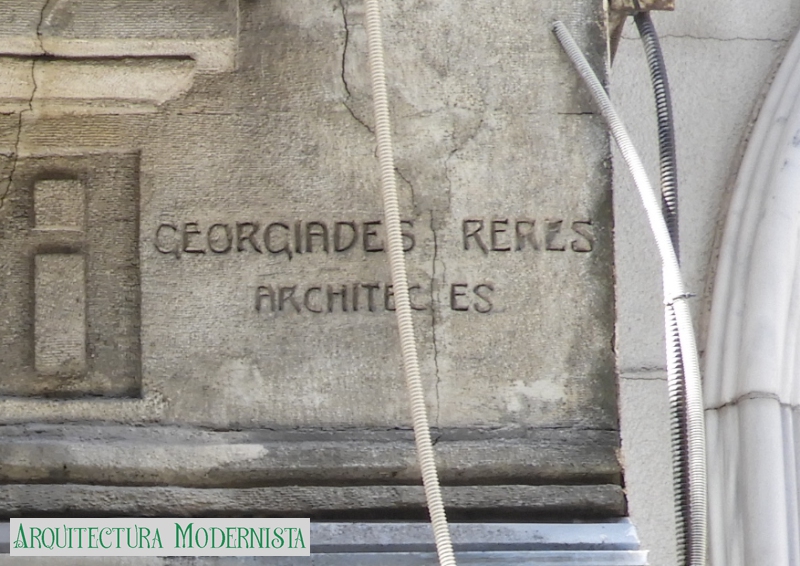 GEORGIADES RERES
ARCHITECTES
ARQUITECTURA MODERNISTA